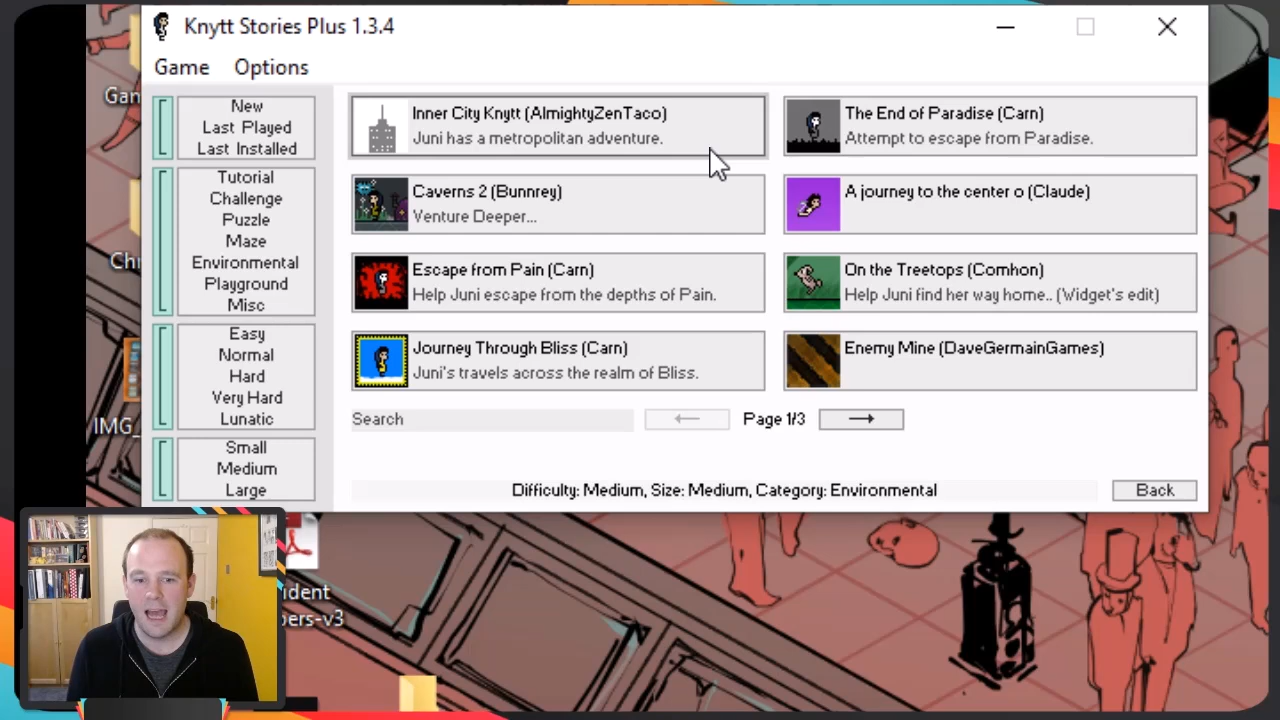 Knytt Stories Plus 1.3.4
Game Options
New
Last Played
Last Installed
Tutorial
Challenge
Puzzle
Maze
Environmental
Playground
Misc
Easy
Normal
Hard
Very Hard
Lunatic
Small
Medium
Large
Inner City Knytt (AlmightyZenTaco)
Juni has a metropolitan adventure.
The End of Paradise (Carn)
Attempt to escape from Paradise.
Caverns 2 (Bunnrey)
Venture Deeper...
A journey to the center o (Claude)
Escape from Pain (Carn)
Help Juni escape from the depths of Pain.
On the Treetops (Comhon)
Help Juni find her way home.. (Widget's edit)
Journey Through Bliss (Carn)
Juni's travels across the realm of Bliss.
Enemy Mine (DaveGermainGames)
Search
← Page 1/3 →
Difficulty: Medium, Size: Medium, Category: Environmental
Back
Gan
Ch
IMG_
ident
pers-v3